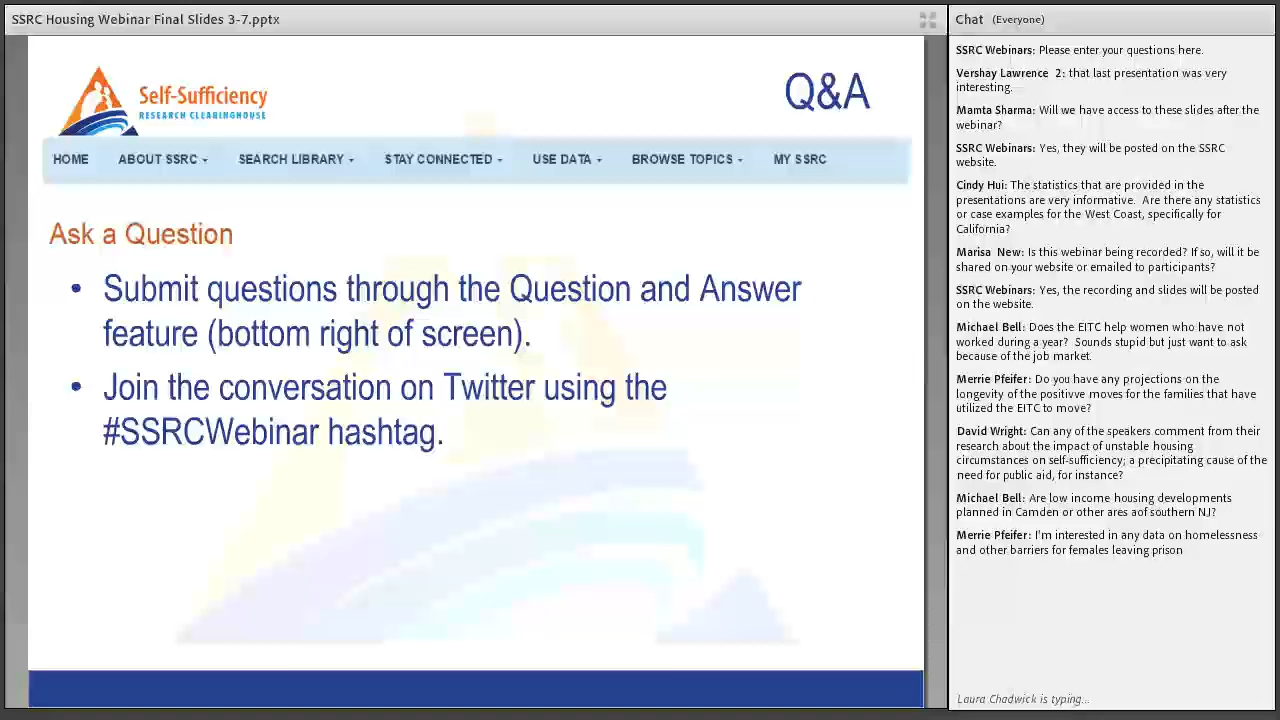 SSRC Housing Webinar Final Slides 3-7.pptx
Self-Sufficiency
RESEARCH CLEARINGHOUSE
Q&A
HOME ABOUT SSRC SEARCH LIBRARY STAY CONNECTED USE DATA BROWSE TOPICS MY SSRC
Ask a Question
• Submit questions through the Question and Answer
feature (bottom right of screen).
• Join the conversation on Twitter using the
#SSRCWebinar hashtag.
Chat (Everyone)
SSRC Webinars: Please enter your questions here.
Vershay Lawrence 2: that last presentation was very
interesting.
Mamta Sharma: Will we have access to these slides after the
webinar?
SSRC Webinars: Yes, they will be posted on the SSRC
website.
Cindy Hui: The statistics that are provided in the
presentations are very informative. Are there any statistics
or case examples for the West Coast, specifically for
California?
Marisa New: Is this webinar being recorded? If so, will it be
shared on your website or emailed to participants?
SSRC Webinars: Yes, the recording and slides will be posted
on the website.
Michael Bell: Does the EITC help women who have not
worked during a year? Sounds stupid but just want to ask
because of the job market.
Merrie Pfeifer: Do you have any projections on the
longevity of the positivve moves for the families that have
utilized the EITC to move?
David Wright: Can any of the speakers comment from their
research about the impact of unstable housing
circumstances on self-sufficiency; a precipitating cause of the
need for public aid, for instance?
Michael Bell: Are low income housing developments
planned in Camden or other ares aof southern NJ?
Merrie Pfeifer: I'm interested in any data on homelessness
and other barriers for females leaving prison
Laura Chadwick is typing...